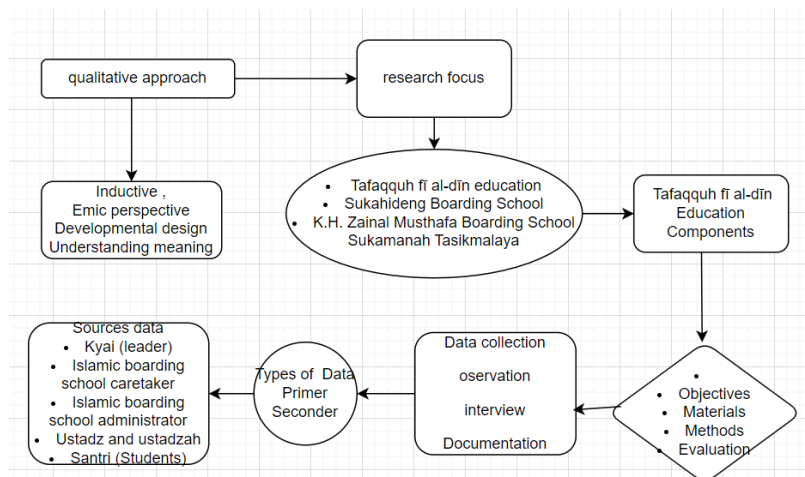 qualitative approach
research focus
Inductive ,
Emic perspective
Developmental design
Understanding meaning
• Tafaqquh fī al-dīn education
• Sukahideng Boarding School
• K.H. Zainal Musthafa Boarding School
Sukamanah Tasikmalaya
Tafaqquh fī al-dīn
Education
Components
•
• Objectives
• Materials
• Methods
• Evaluation
Data collection
oservation
interview
Documentation
Types of Data
Primer
Seconder
Sources data
• Kyai (leader)
• Islamic boarding
school caretaker
• Islamic boarding
school administrator
• Ustadz and ustadzah
• Santri (Students)